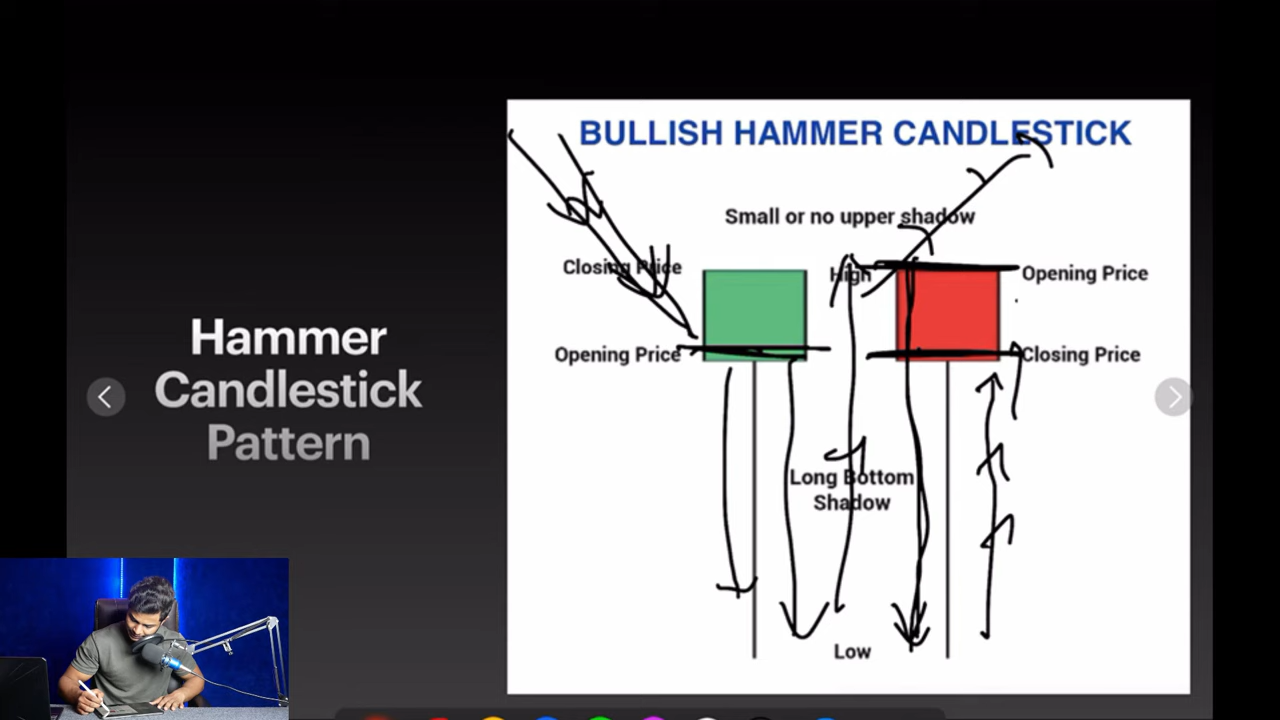 Hammer
Candlestick
Pattern
BULLISH HAMMER CANDLESTICK
Small or no upper shadow
Closing Price
High
Opening Price
Opening Price
Closing Price
Long Bottom
Shadow
Low